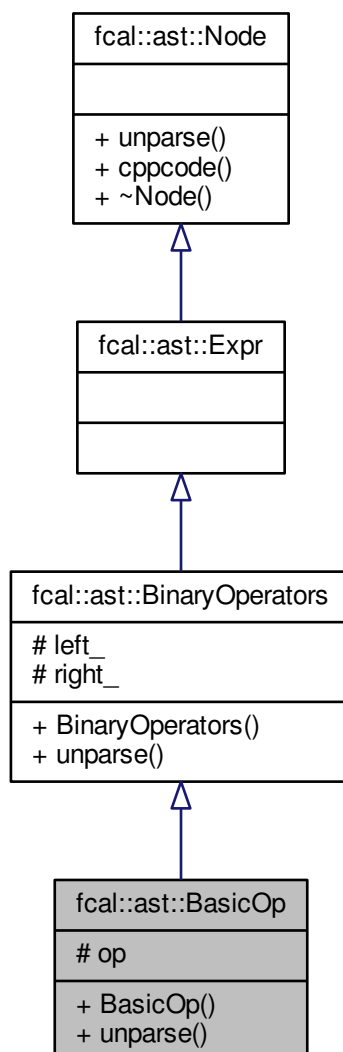 fcal::ast::Node
+ unparse()
+ cppcode()
+ ~Node()
fcal::ast::Expr
fcal::ast::BinaryOperators
# left_
# right_
+ BinaryOperators()
+ unparse()
fcal::ast::BasicOp
# op
+ BasicOp()
+ unparse()